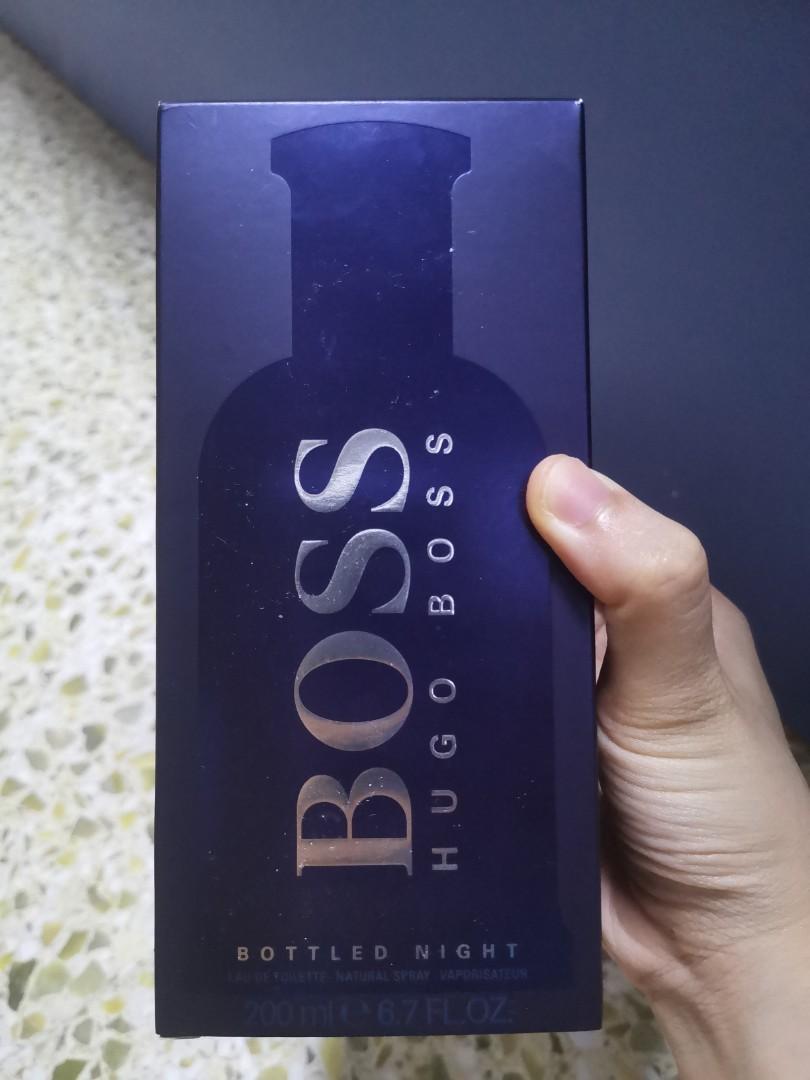 BOSS
HUGO BOSS
BOTTLED NIGHT
EAU DE TOILETTE · NATURAL SPRAY · VAPORISATEUR
200 ml ℮ 6.7 FL.OZ.